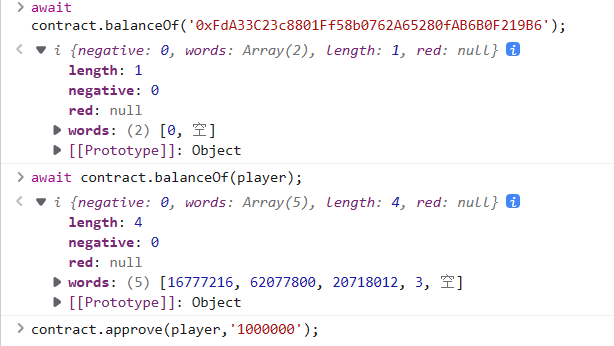 > await
contract.balanceOf('0xFdA33C23c8801Ff58b0762A65280fAB6B0F219B6');
< ▼ i {negative: 0, words: Array(2), length: 1, red: null} i
length: 1
negative: 0
red: null
▶ words: (2) [0, 空]
▶ [[Prototype]]: Object
> await contract.balanceOf(player);
< ▼ i {negative: 0, words: Array(5), length: 4, red: null} i
length: 4
negative: 0
red: null
▶ words: (5) [16777216, 62077800, 20718012, 3, 空]
▶ [[Prototype]]: Object
> contract.approve(player,'1000000');